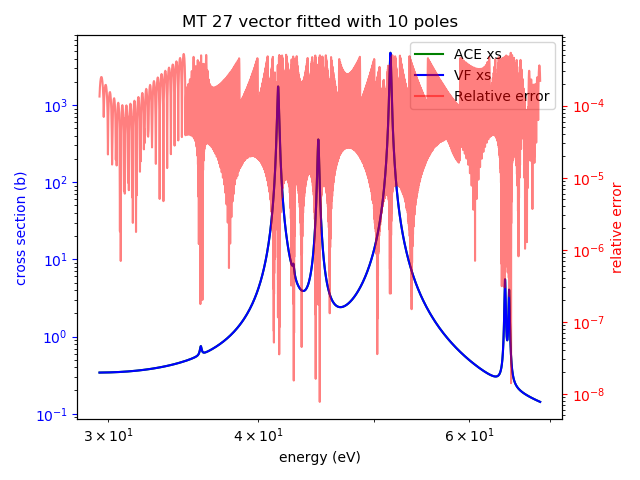 MT 27 vector fitted with 10 poles
ACE xs
VF xs
Relative error
10³
10²
10¹
10⁰
10⁻¹
cross section (b)
10⁻⁴
10⁻⁵
10⁻⁶
10⁻⁷
10⁻⁸
relative error
3 × 10¹
4 × 10¹
6 × 10¹
energy (eV)